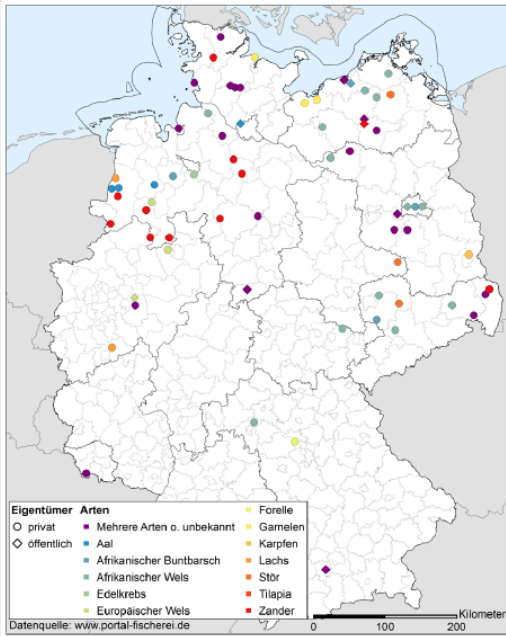 Eigentümer
privat
öffentlich
Arten
Mehrere Arten o. unbekannt
Aal
Afrikanischer Buntbarsch
Afrikanischer Wels
Edelkrebs
Europäischer Wels
Forelle
Garnelen
Karpfen
Lachs
Stör
Tilapia
Zander
Datenquelle: www.portal-fischerei.de
Kilometer
0 100 200